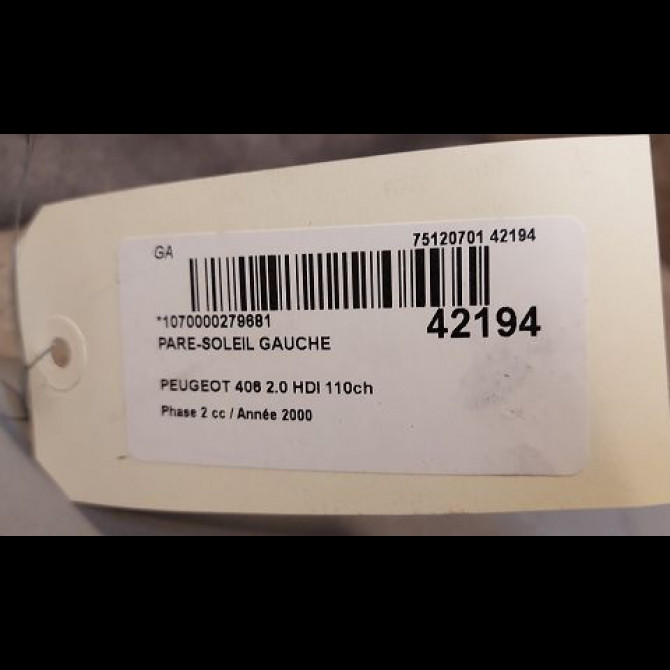 GA
75120701 42194
*1070000279681
42194
PARE-SOLEIL GAUCHE
PEUGEOT 406 2.0 HDI 110ch
Phase 2 cc / Année 2000